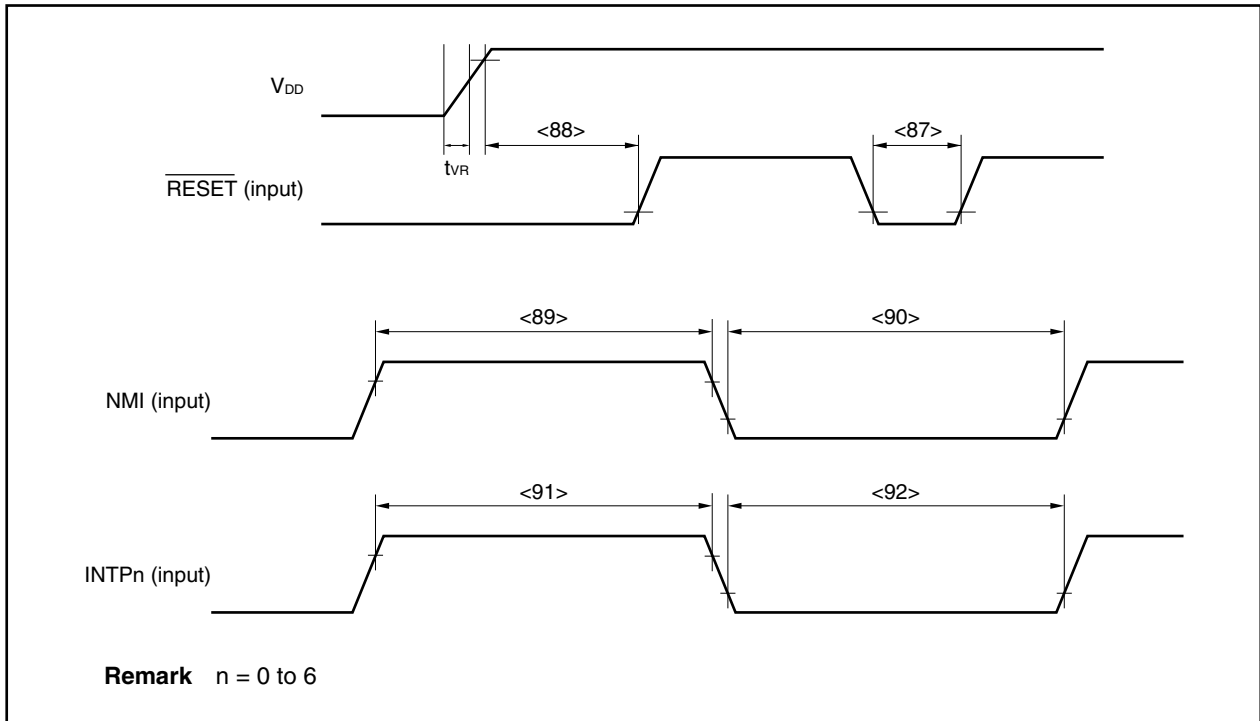 VDD
<88>
<87>
tVR
RESET (input)
<89>
<90>
NMI (input)
<91>
<92>
INTPn (input)
Remark n = 0 to 6